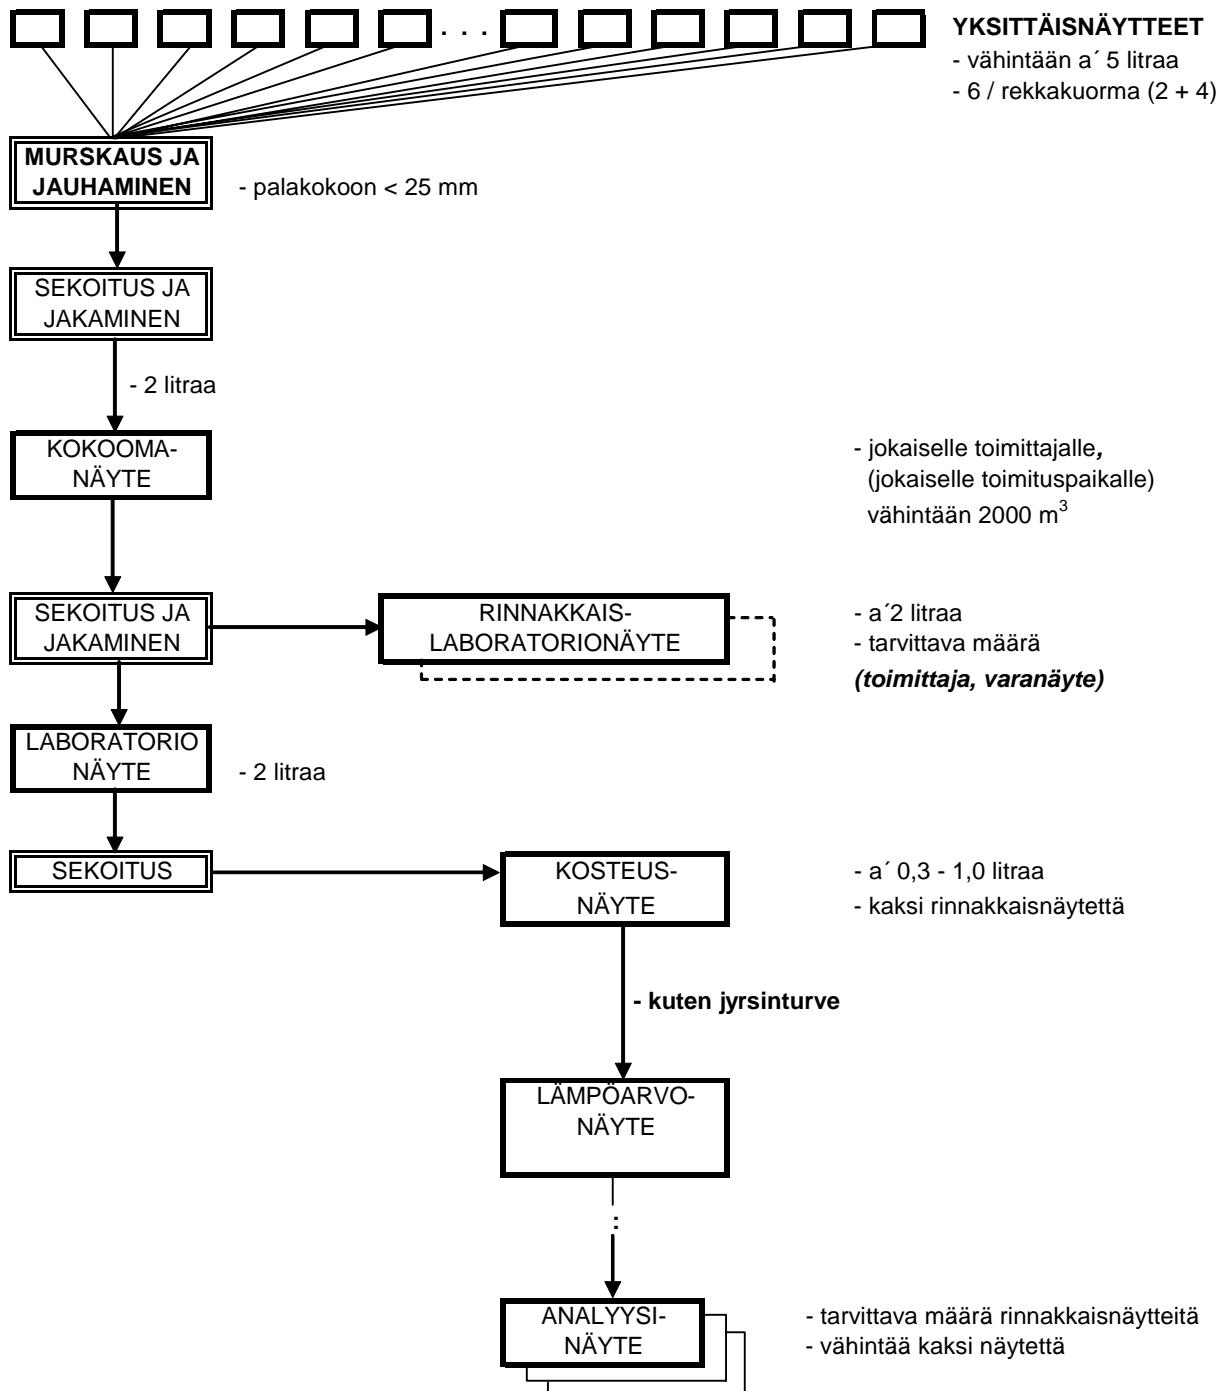 . . .
YKSITTÄISNÄYTTEET
- vähintään a´ 5 litraa
- 6 / rekkakuorma (2 + 4)
MURSKAUS JA
JAUHAMINEN
- palakokoon < 25 mm
SEKOITUS JA
JAKAMINEN
- 2 litraa
KOKOOMA-
NÄYTE
- jokaiselle toimittajalle,
(jokaiselle toimituspaikalle)
vähintään 2000 m³
SEKOITUS JA
JAKAMINEN
RINNAKKAIS-
LABORATORIONÄYTE
- a´2 litraa
- tarvittava määrä
(toimittaja, varanäyte)
LABORATORIO
NÄYTE
- 2 litraa
SEKOITUS
KOSTEUS-
NÄYTE
- a´ 0,3 - 1,0 litraa
- kaksi rinnakkaisnäytettä
- kuten jyrsinturve
LÄMPÖARVO-
NÄYTE
:
ANALYYSI-
NÄYTE
- tarvittava määrä rinnakkaisnäytteitä
- vähintää kaksi näytettä